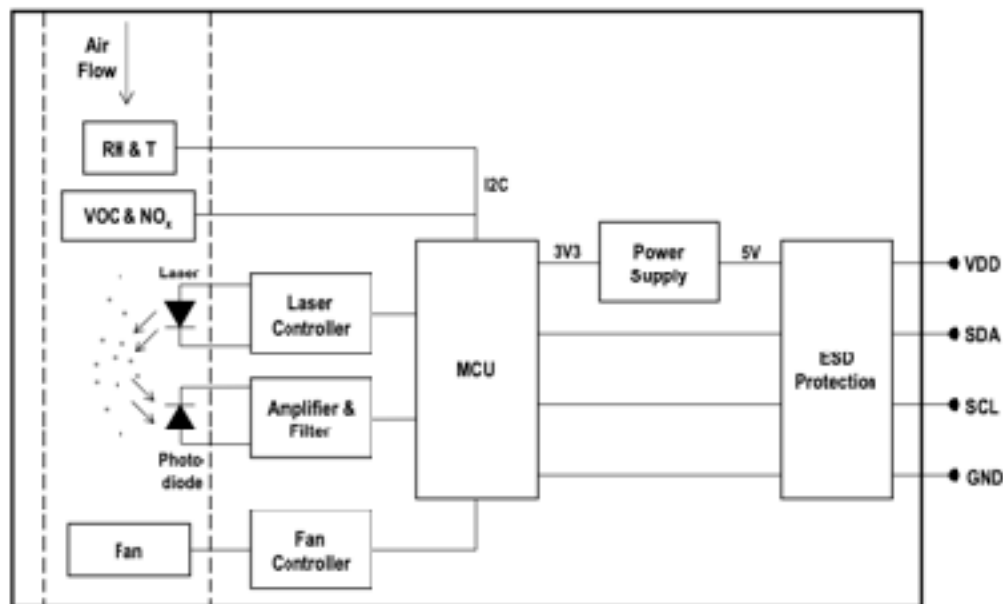 Air
Flow
RH & T
I2C
VOC & NOx
Laser
Laser
Controller
3V3
Power
Supply
5V
VDD
SDA
MCU
ESD
Protection
Amplifier &
Filter
SCL
Photo-
diode
GND
Fan
Fan
Controller